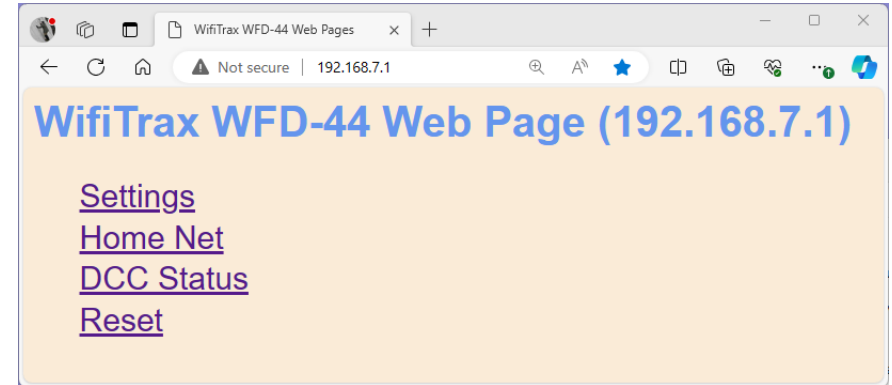 WifiTrax WFD-44 Web Pages
Not secure | 192.168.7.1
WifiTrax WFD-44 Web Page (192.168.7.1)
Settings
Home Net
DCC Status
Reset